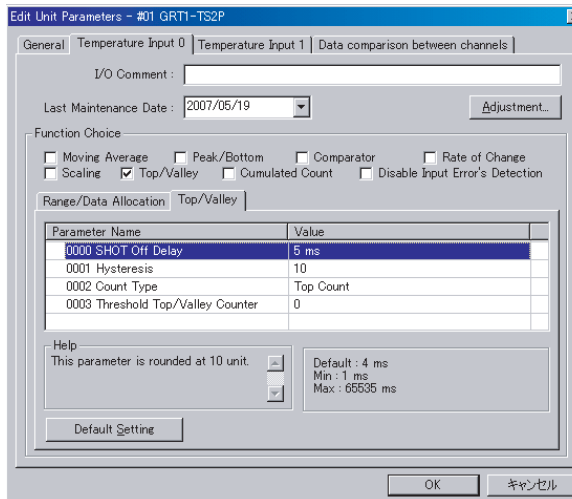 Edit Unit Parameters - #01 GRT1-TS2P
General Temperature Input 0 Temperature Input 1 Data comparison between channels
I/O Comment :
Last Maintenance Date : 2007/05/19 Adjustment...
Function Choice
Moving Average Peak/Bottom Comparator Rate of Change
Scaling Top/Valley Cumulated Count Disable Input Error's Detection
Range/Data Allocation Top/Valley
Parameter Name Value
0000 SHOT Off Delay 5 ms
0001 Hysteresis 10
0002 Count Type Top Count
0003 Threshold Top/Valley Counter 0
Help
This parameter is rounded at 10 unit.
Default : 4 ms
Min : 1 ms
Max : 65535 ms
Default Setting
OK キャンセル